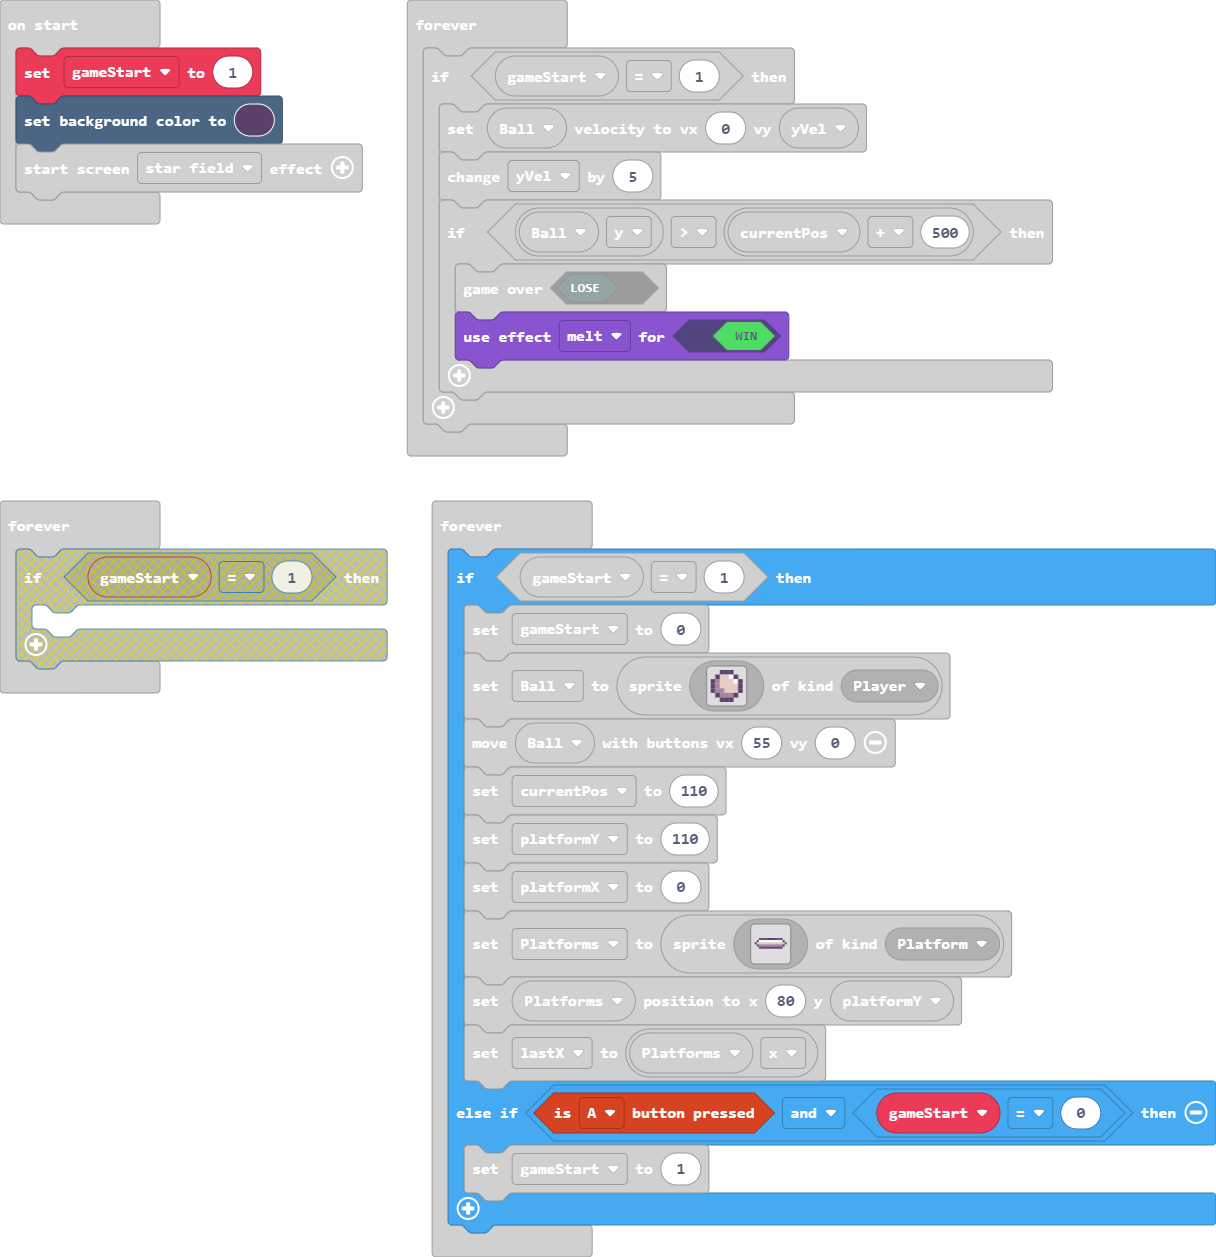 on start
set gameStart to 1
set background color to
start screen star field effect
forever
if gameStart = 1 then
set Ball velocity to vx 0 vy yVel
change yVel by 5
if Ball y > currentPos + 500 then
game over LOSE
use effect melt for WIN
forever
if gameStart = 1 then
forever
if gameStart = 1 then
set gameStart to 0
set Ball to sprite of kind Player
move Ball with buttons vx 55 vy 0
set currentPos to 110
set platformY to 110
set platformX to 0
set Platforms to sprite of kind Platform
set Platforms position to x 80 y platformY
set lastX to Platforms x
else if is A button pressed and gameStart = 0 then
set gameStart to 1